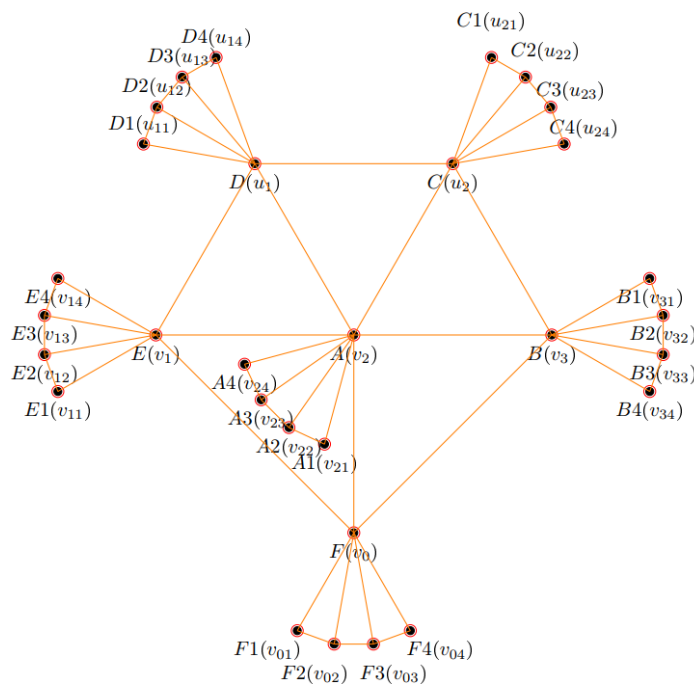 C1(u₂₁)
D4(u₁₄)
C2(u₂₂)
D3(u₁₃)
D2(u₁₂)
C3(u₂₃)
D1(u₁₁)
C4(u₂₄)
D(u₁)
C(u₂)
E4(v₁₄)
B1(v₃₁)
E3(v₁₃)
B2(v₃₂)
E(v₁)
A(v₂)
B(v₃)
E2(v₁₂)
B3(v₃₃)
A4(v₂₄)
E1(v₁₁)
B4(v₃₄)
A3(v₂₃)
A2(v₂₂)
A1(v₂₁)
F(v₀)
F1(v₀₁)
F4(v₀₄)
F2(v₀₂)
F3(v₀₃)